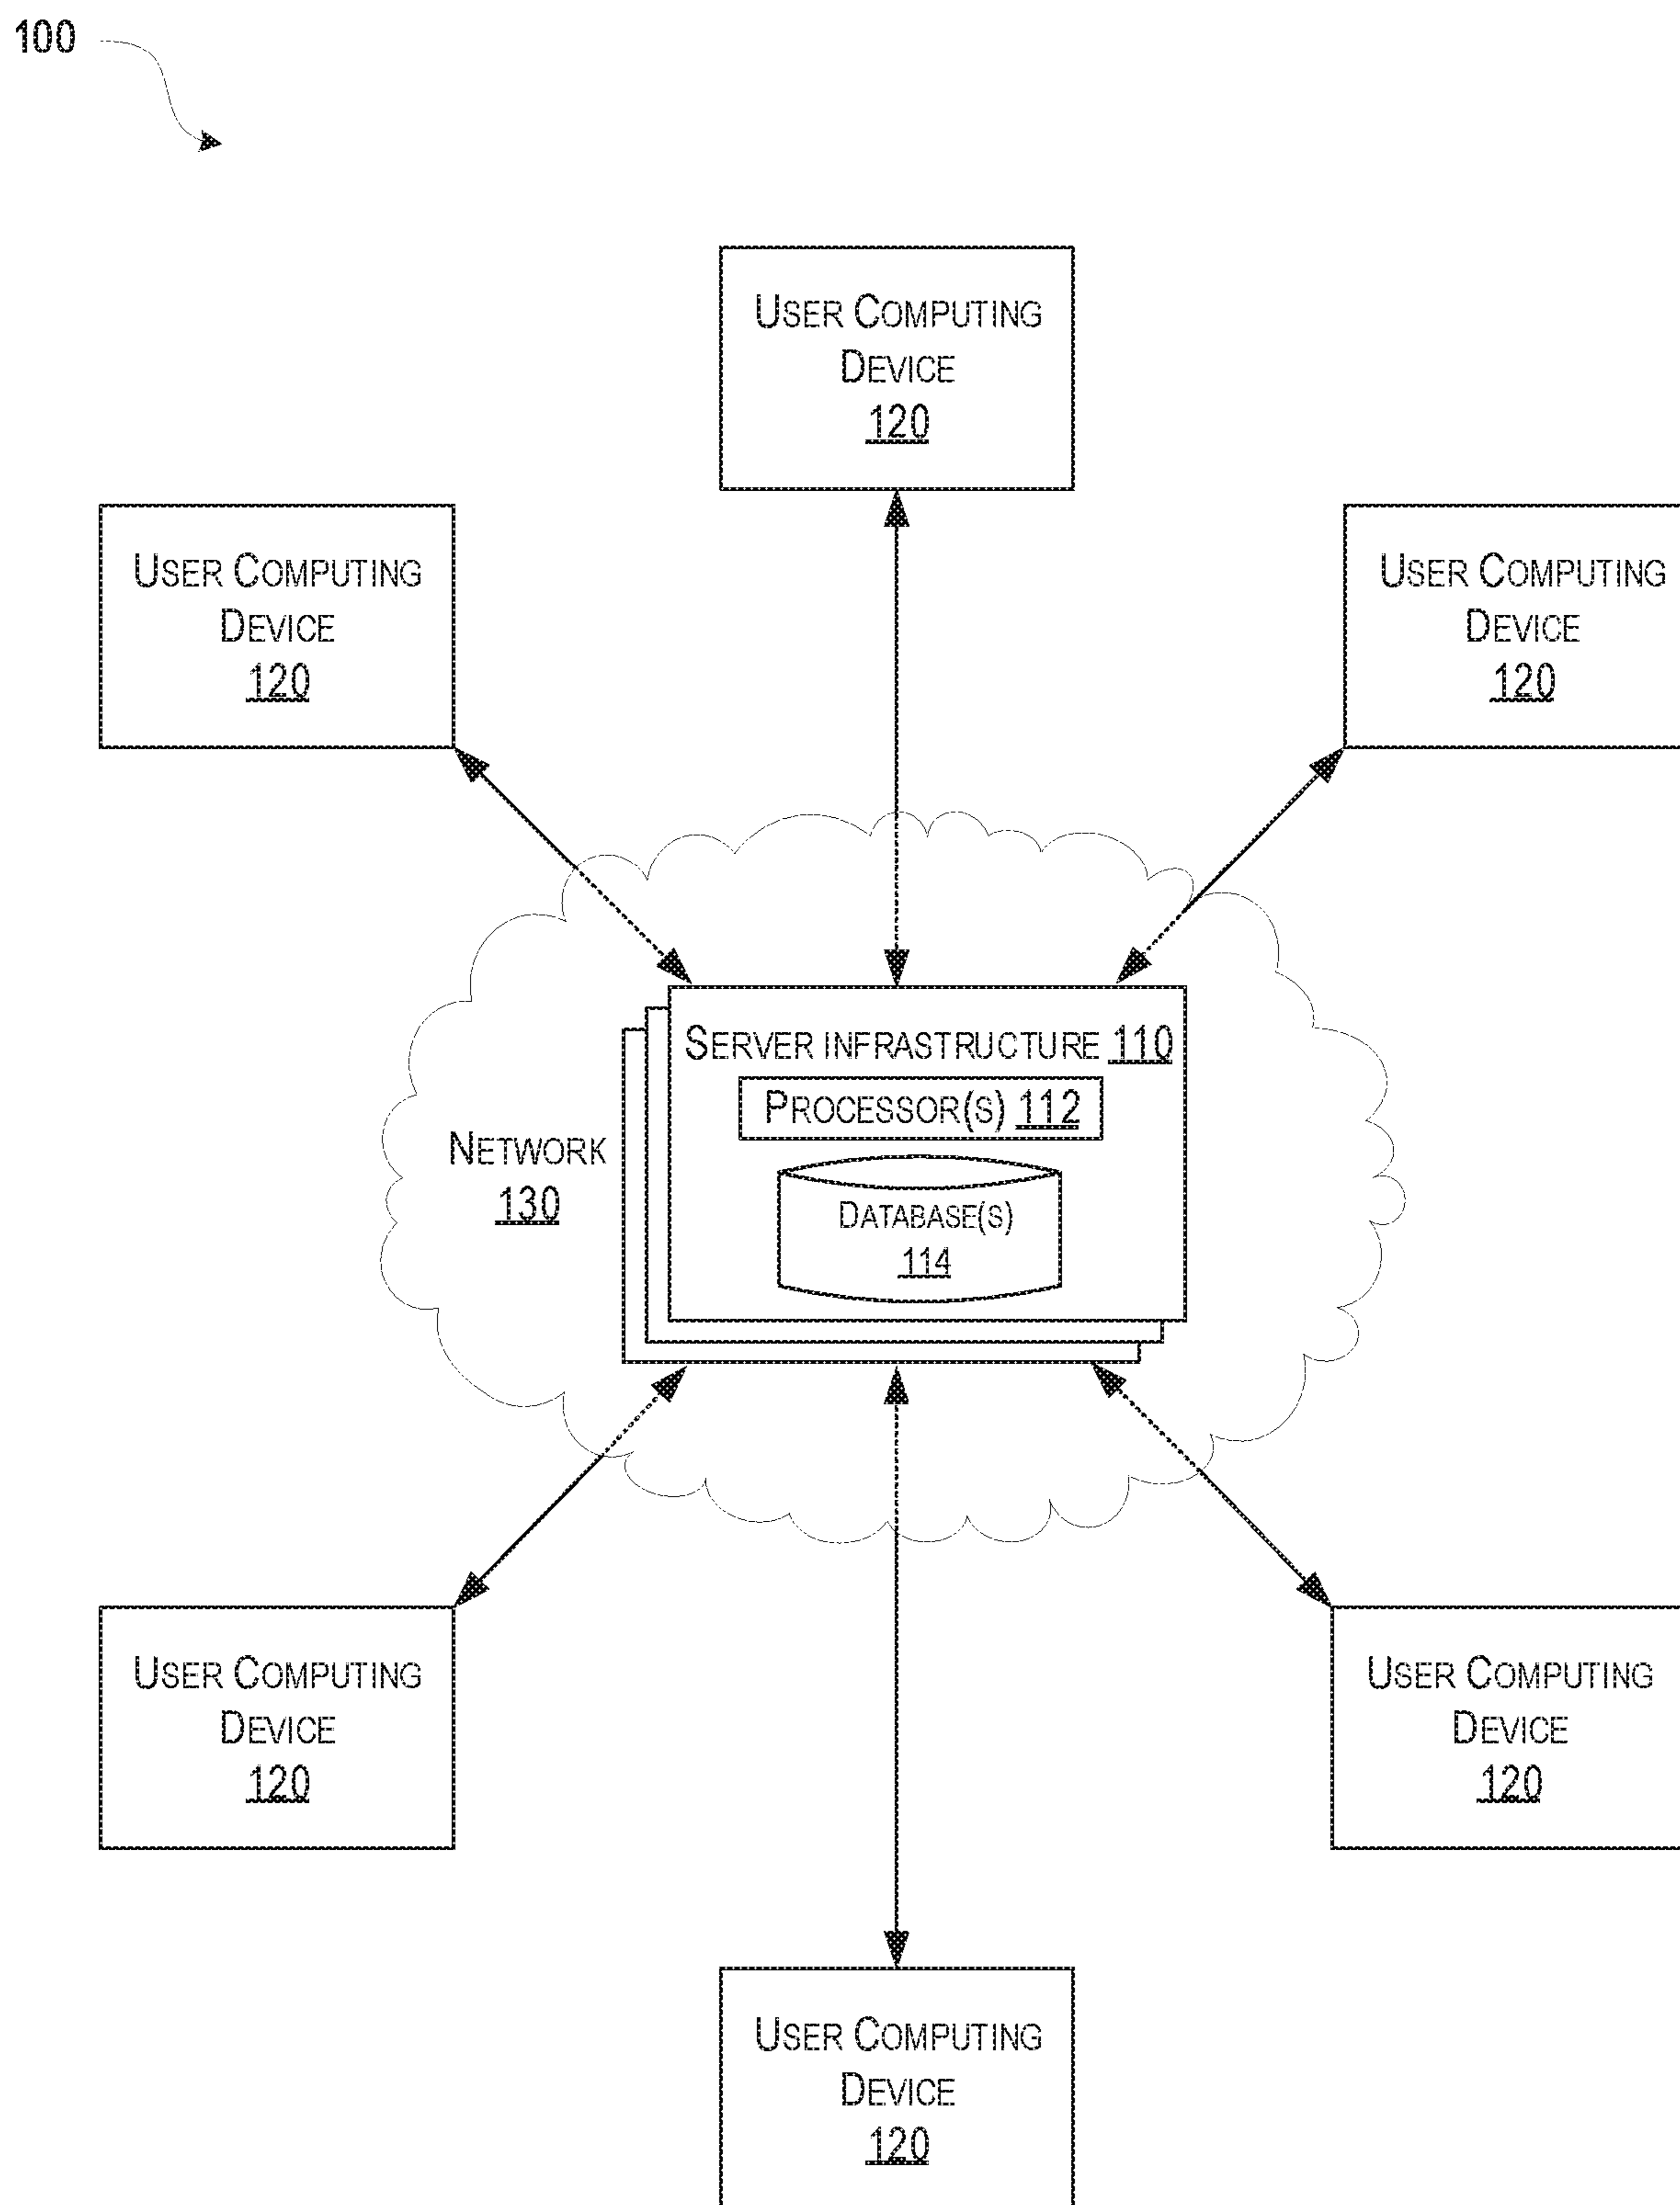 100
User Computing
Device
120
User Computing
Device
120
User Computing
Device
120
Server infrastructure 110
Processor(s) 112
Network
130
Database(s)
114
User Computing
Device
120
User Computing
Device
120
User Computing
Device
120